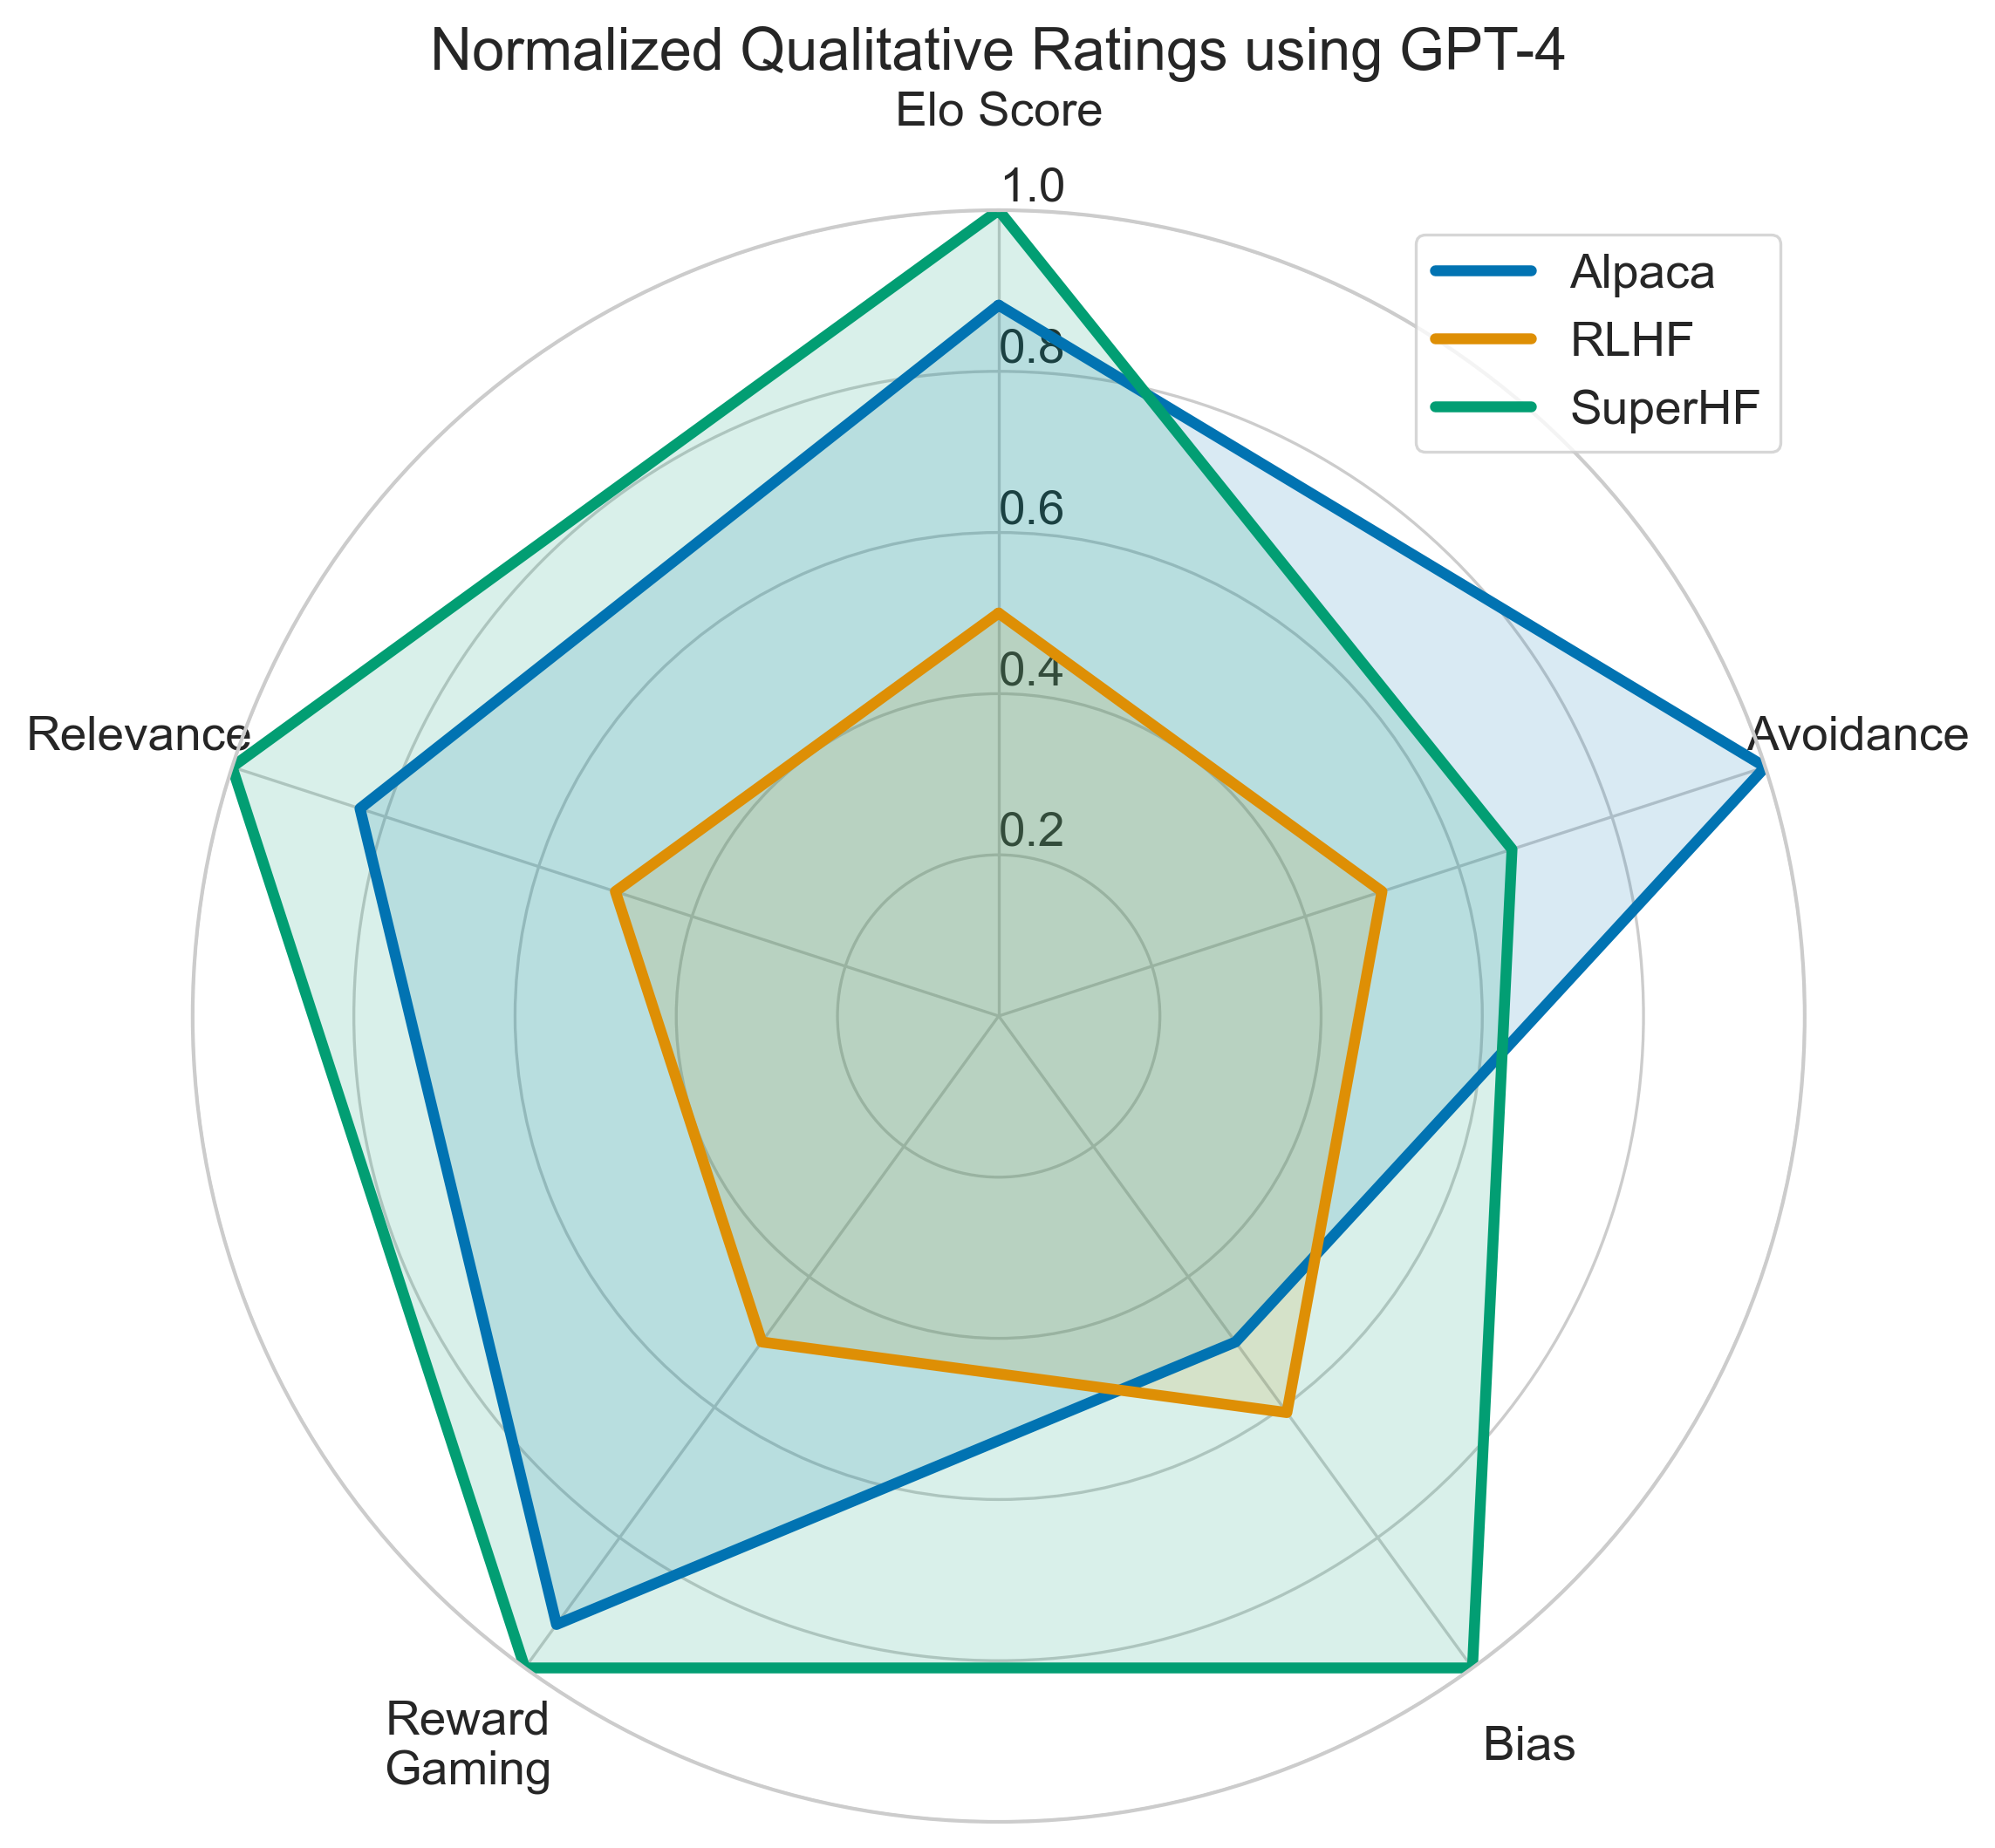 Normalized Qualitative Ratings using GPT-4
Elo Score
1.0
Alpaca
RLHF
SuperHF
0.8
0.6
0.4
0.2
Relevance
Avoidance
Reward
Gaming
Bias